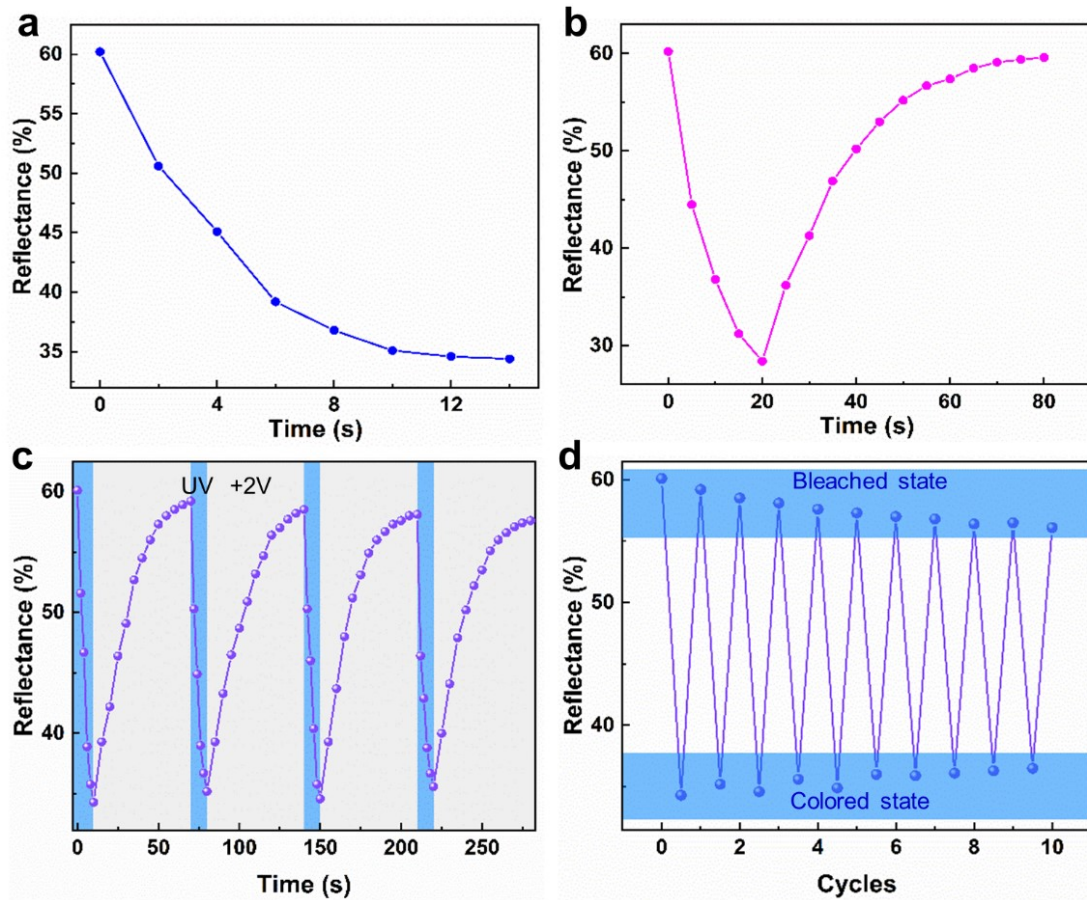 a
60
55
50
45
40
35
Reflectance (%)
0 4 8 12
Time (s)
b
60
50
40
30
Reflectance (%)
0 20 40 60 80
Time (s)
c
UV +2V
60
50
40
Reflectance (%)
0 50 100 150 200 250
Time (s)
d
Bleached state
60
50
40
Reflectance (%)
Colored state
0 2 4 6 8 10
Cycles